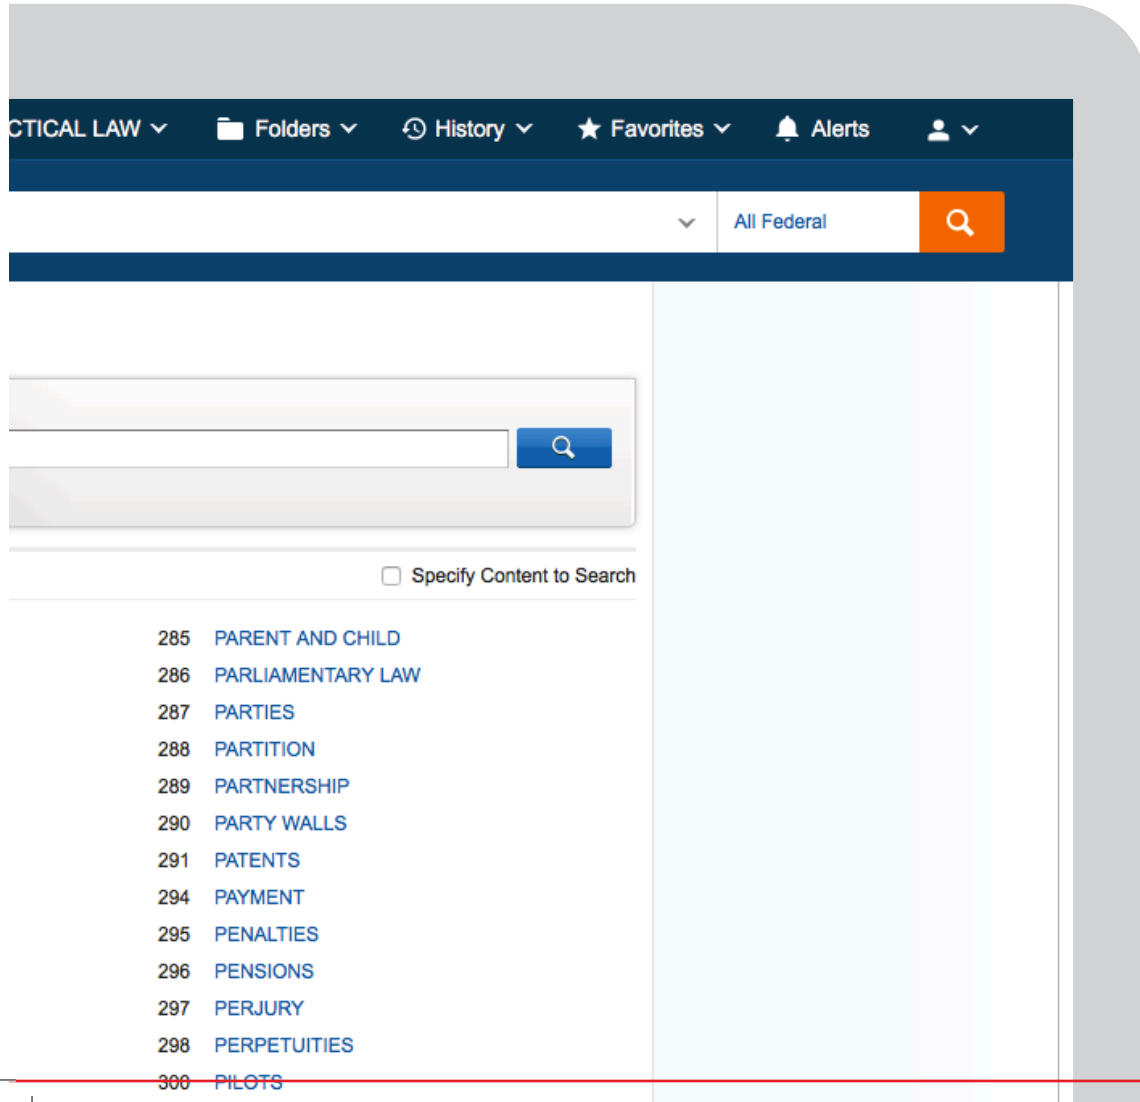 CTICAL LAW Folders History Favorites Alerts
All Federal
Specify Content to Search
285 PARENT AND CHILD
286 PARLIAMENTARY LAW
287 PARTIES
288 PARTITION
289 PARTNERSHIP
290 PARTY WALLS
291 PATENTS
294 PAYMENT
295 PENALTIES
296 PENSIONS
297 PERJURY
298 PERPETUITIES
300 PILOTS